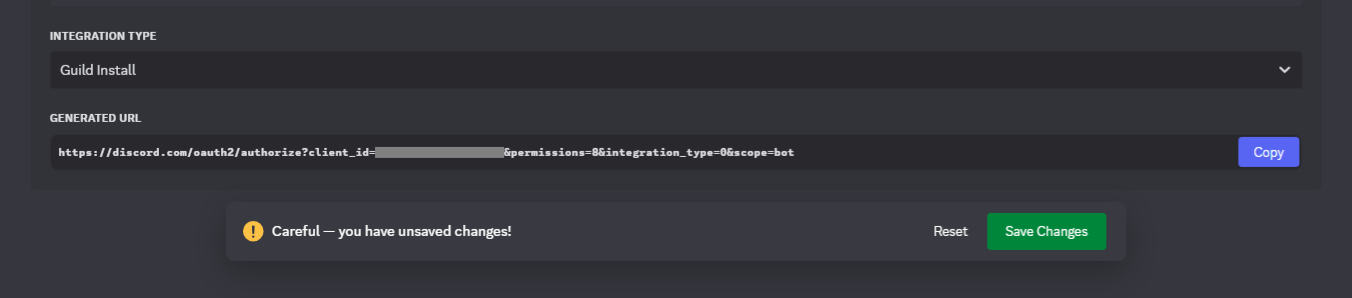 INTEGRATION TYPE
Guild Install
GENERATED URL
https://discord.com/oauth2/authorize?client_id= &permissions=8&integration_type=0&scope=bot
Copy
Careful — you have unsaved changes!
Reset
Save Changes